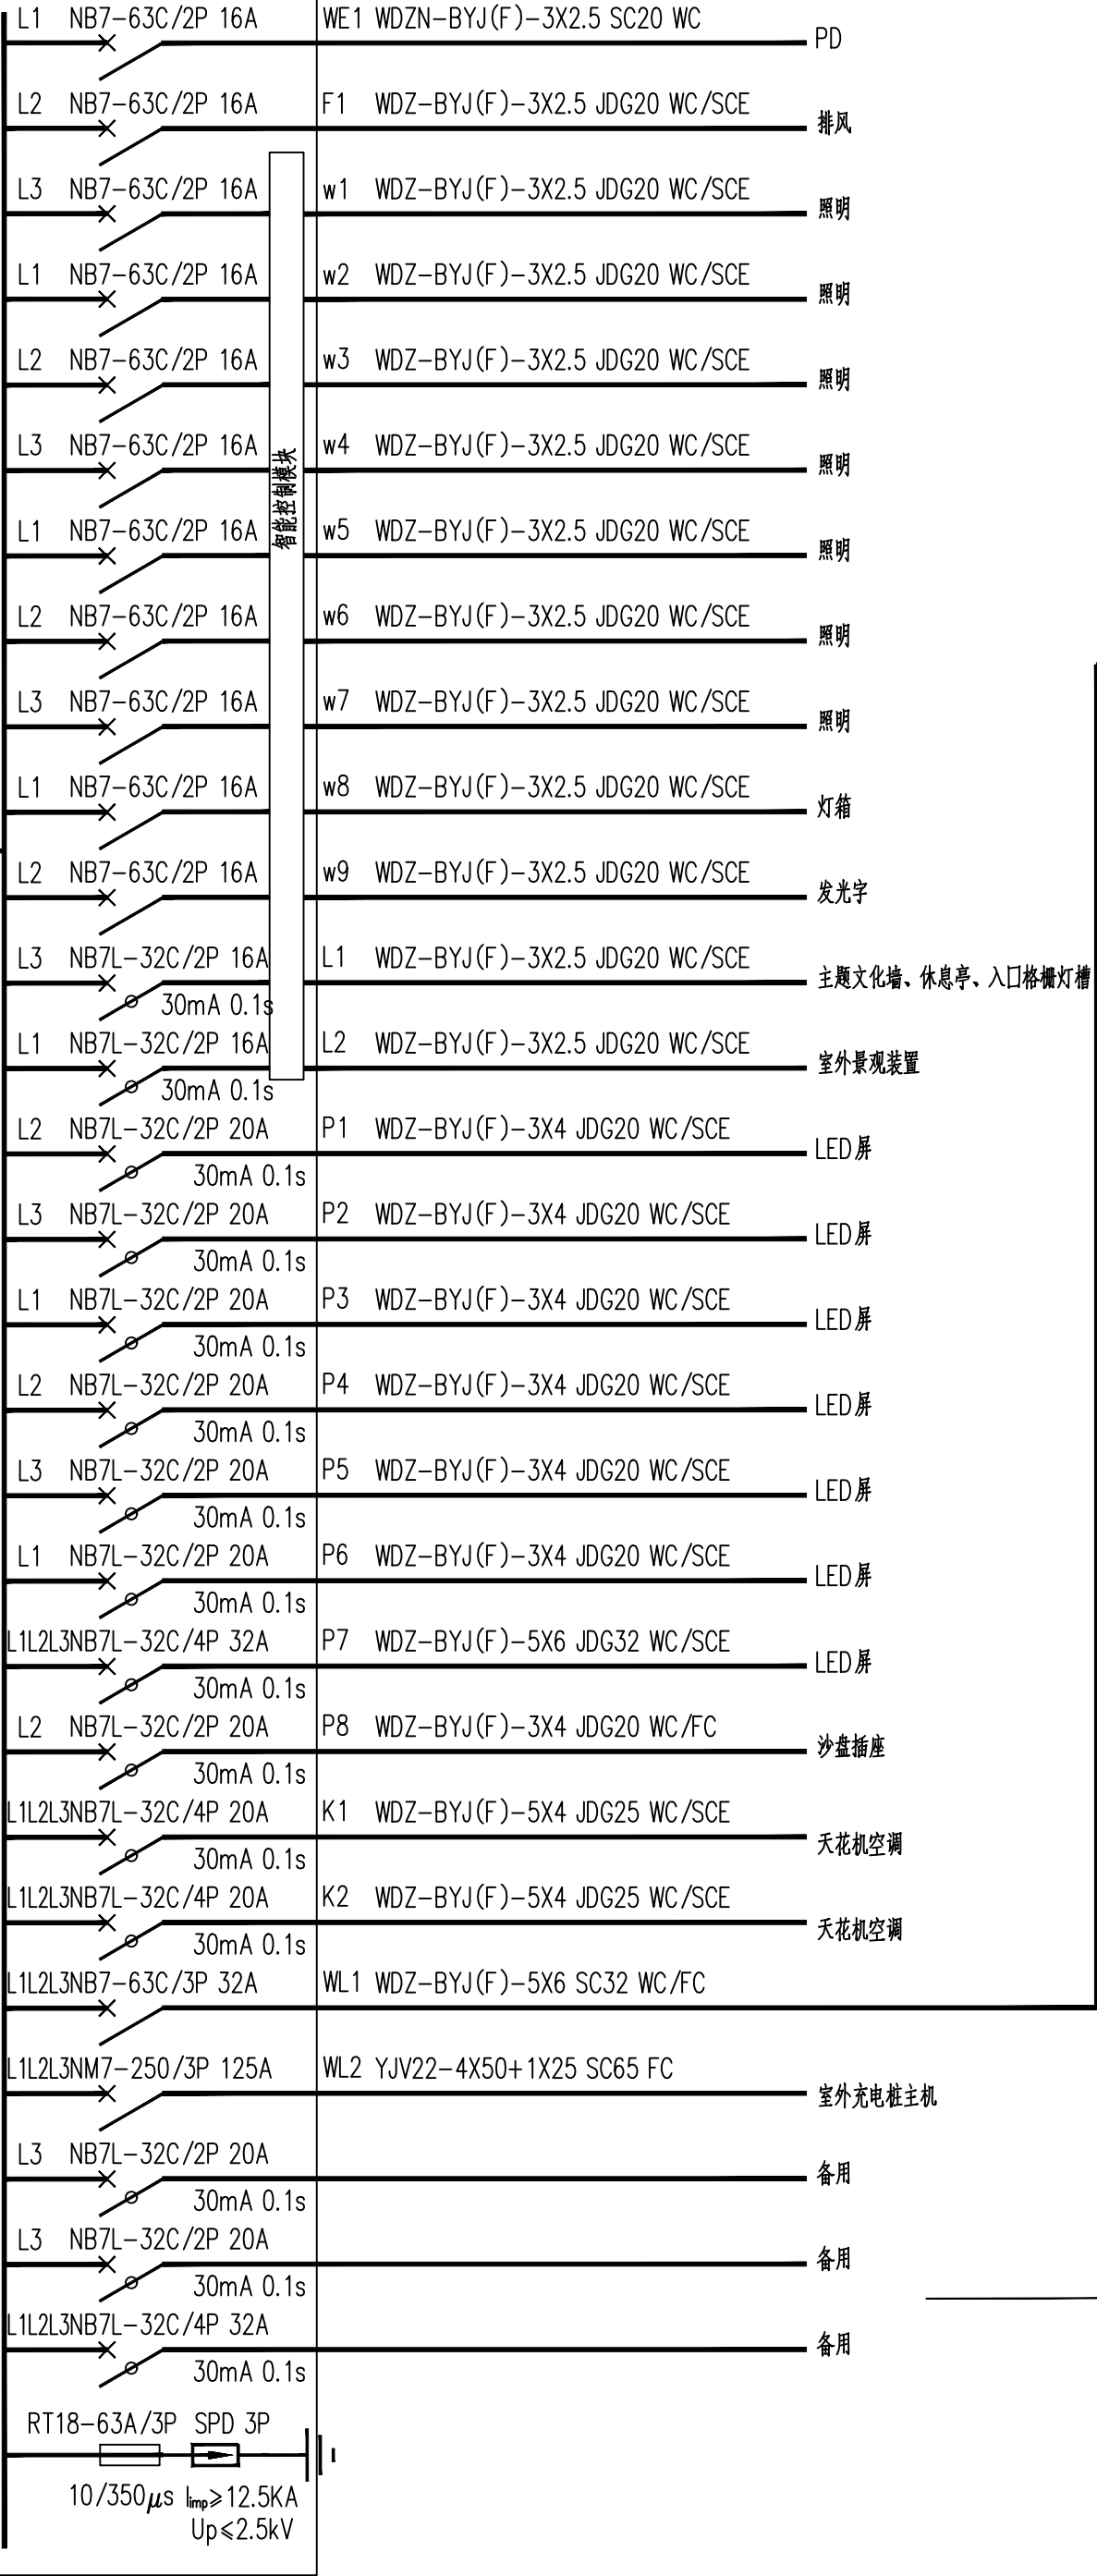 L1 NB7-63C/2P 16A WE1 WDZN-BYJ(F)-3X2.5 SC20 WC PD
L2 NB7-63C/2P 16A F1 WDZ-BYJ(F)-3X2.5 JDG20 WC/SCE 排风
L3 NB7-63C/2P 16A w1 WDZ-BYJ(F)-3X2.5 JDG20 WC/SCE 照明
L1 NB7-63C/2P 16A w2 WDZ-BYJ(F)-3X2.5 JDG20 WC/SCE 照明
L2 NB7-63C/2P 16A w3 WDZ-BYJ(F)-3X2.5 JDG20 WC/SCE 照明
L3 NB7-63C/2P 16A w4 WDZ-BYJ(F)-3X2.5 JDG20 WC/SCE 照明
智能控制模块
L1 NB7-63C/2P 16A w5 WDZ-BYJ(F)-3X2.5 JDG20 WC/SCE 照明
L2 NB7-63C/2P 16A w6 WDZ-BYJ(F)-3X2.5 JDG20 WC/SCE 照明
L3 NB7-63C/2P 16A w7 WDZ-BYJ(F)-3X2.5 JDG20 WC/SCE 照明
L1 NB7-63C/2P 16A w8 WDZ-BYJ(F)-3X2.5 JDG20 WC/SCE 灯箱
L2 NB7-63C/2P 16A w9 WDZ-BYJ(F)-3X2.5 JDG20 WC/SCE 发光字
L3 NB7L-32C/2P 16A L1 WDZ-BYJ(F)-3X2.5 JDG20 WC/SCE 主题文化墙、休息亭、入口格栅灯槽
30mA 0.1s
L1 NB7L-32C/2P 16A L2 WDZ-BYJ(F)-3X2.5 JDG20 WC/SCE 室外景观装置
30mA 0.1s
L2 NB7L-32C/2P 20A P1 WDZ-BYJ(F)-3X4 JDG20 WC/SCE LED屏
30mA 0.1s
L3 NB7L-32C/2P 20A P2 WDZ-BYJ(F)-3X4 JDG20 WC/SCE LED屏
30mA 0.1s
L1 NB7L-32C/2P 20A P3 WDZ-BYJ(F)-3X4 JDG20 WC/SCE LED屏
30mA 0.1s
L2 NB7L-32C/2P 20A P4 WDZ-BYJ(F)-3X4 JDG20 WC/SCE LED屏
30mA 0.1s
L3 NB7L-32C/2P 20A P5 WDZ-BYJ(F)-3X4 JDG20 WC/SCE LED屏
30mA 0.1s
L1 NB7L-32C/2P 20A P6 WDZ-BYJ(F)-3X4 JDG20 WC/SCE LED屏
30mA 0.1s
L1L2L3NB7L-32C/4P 32A P7 WDZ-BYJ(F)-5X6 JDG32 WC/SCE LED屏
30mA 0.1s
L2 NB7L-32C/2P 20A P8 WDZ-BYJ(F)-3X4 JDG20 WC/FC 沙盘插座
30mA 0.1s
L1L2L3NB7L-32C/4P 20A K1 WDZ-BYJ(F)-5X4 JDG25 WC/SCE 天花机空调
30mA 0.1s
L1L2L3NB7L-32C/4P 20A K2 WDZ-BYJ(F)-5X4 JDG25 WC/SCE 天花机空调
30mA 0.1s
L1L2L3NB7-63C/3P 32A WL1 WDZ-BYJ(F)-5X6 SC32 WC/FC
L1L2L3NM7-250/3P 125A WL2 YJV22-4X50+1X25 SC65 FC 室外充电桩主机
L3 NB7L-32C/2P 20A 备用
30mA 0.1s
L3 NB7L-32C/2P 20A 备用
30mA 0.1s
L1L2L3NB7L-32C/4P 32A 备用
30mA 0.1s
RT18-63A/3P SPD 3P
10/350μs Iimp≥12.5KA
Up≤2.5kV